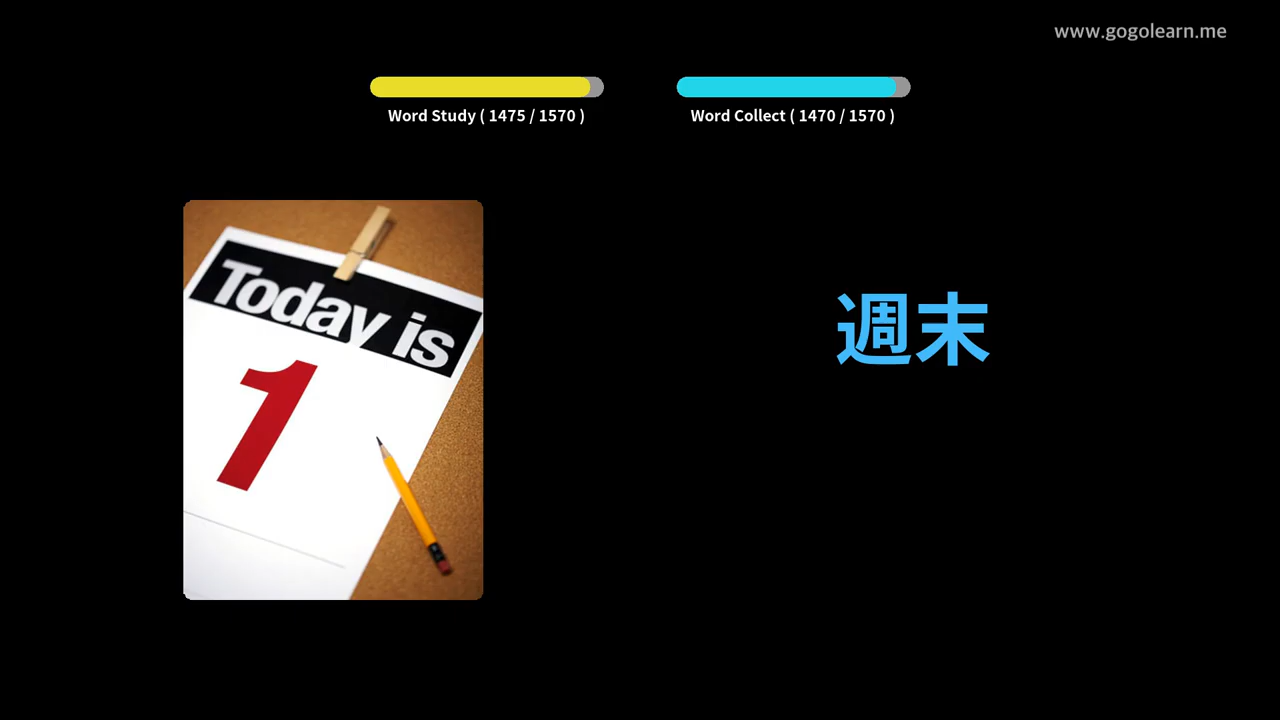 www.gogolearn.me
Word Study ( 1475 / 1570 )
Word Collect ( 1470 / 1570 )
Today is
1
週末